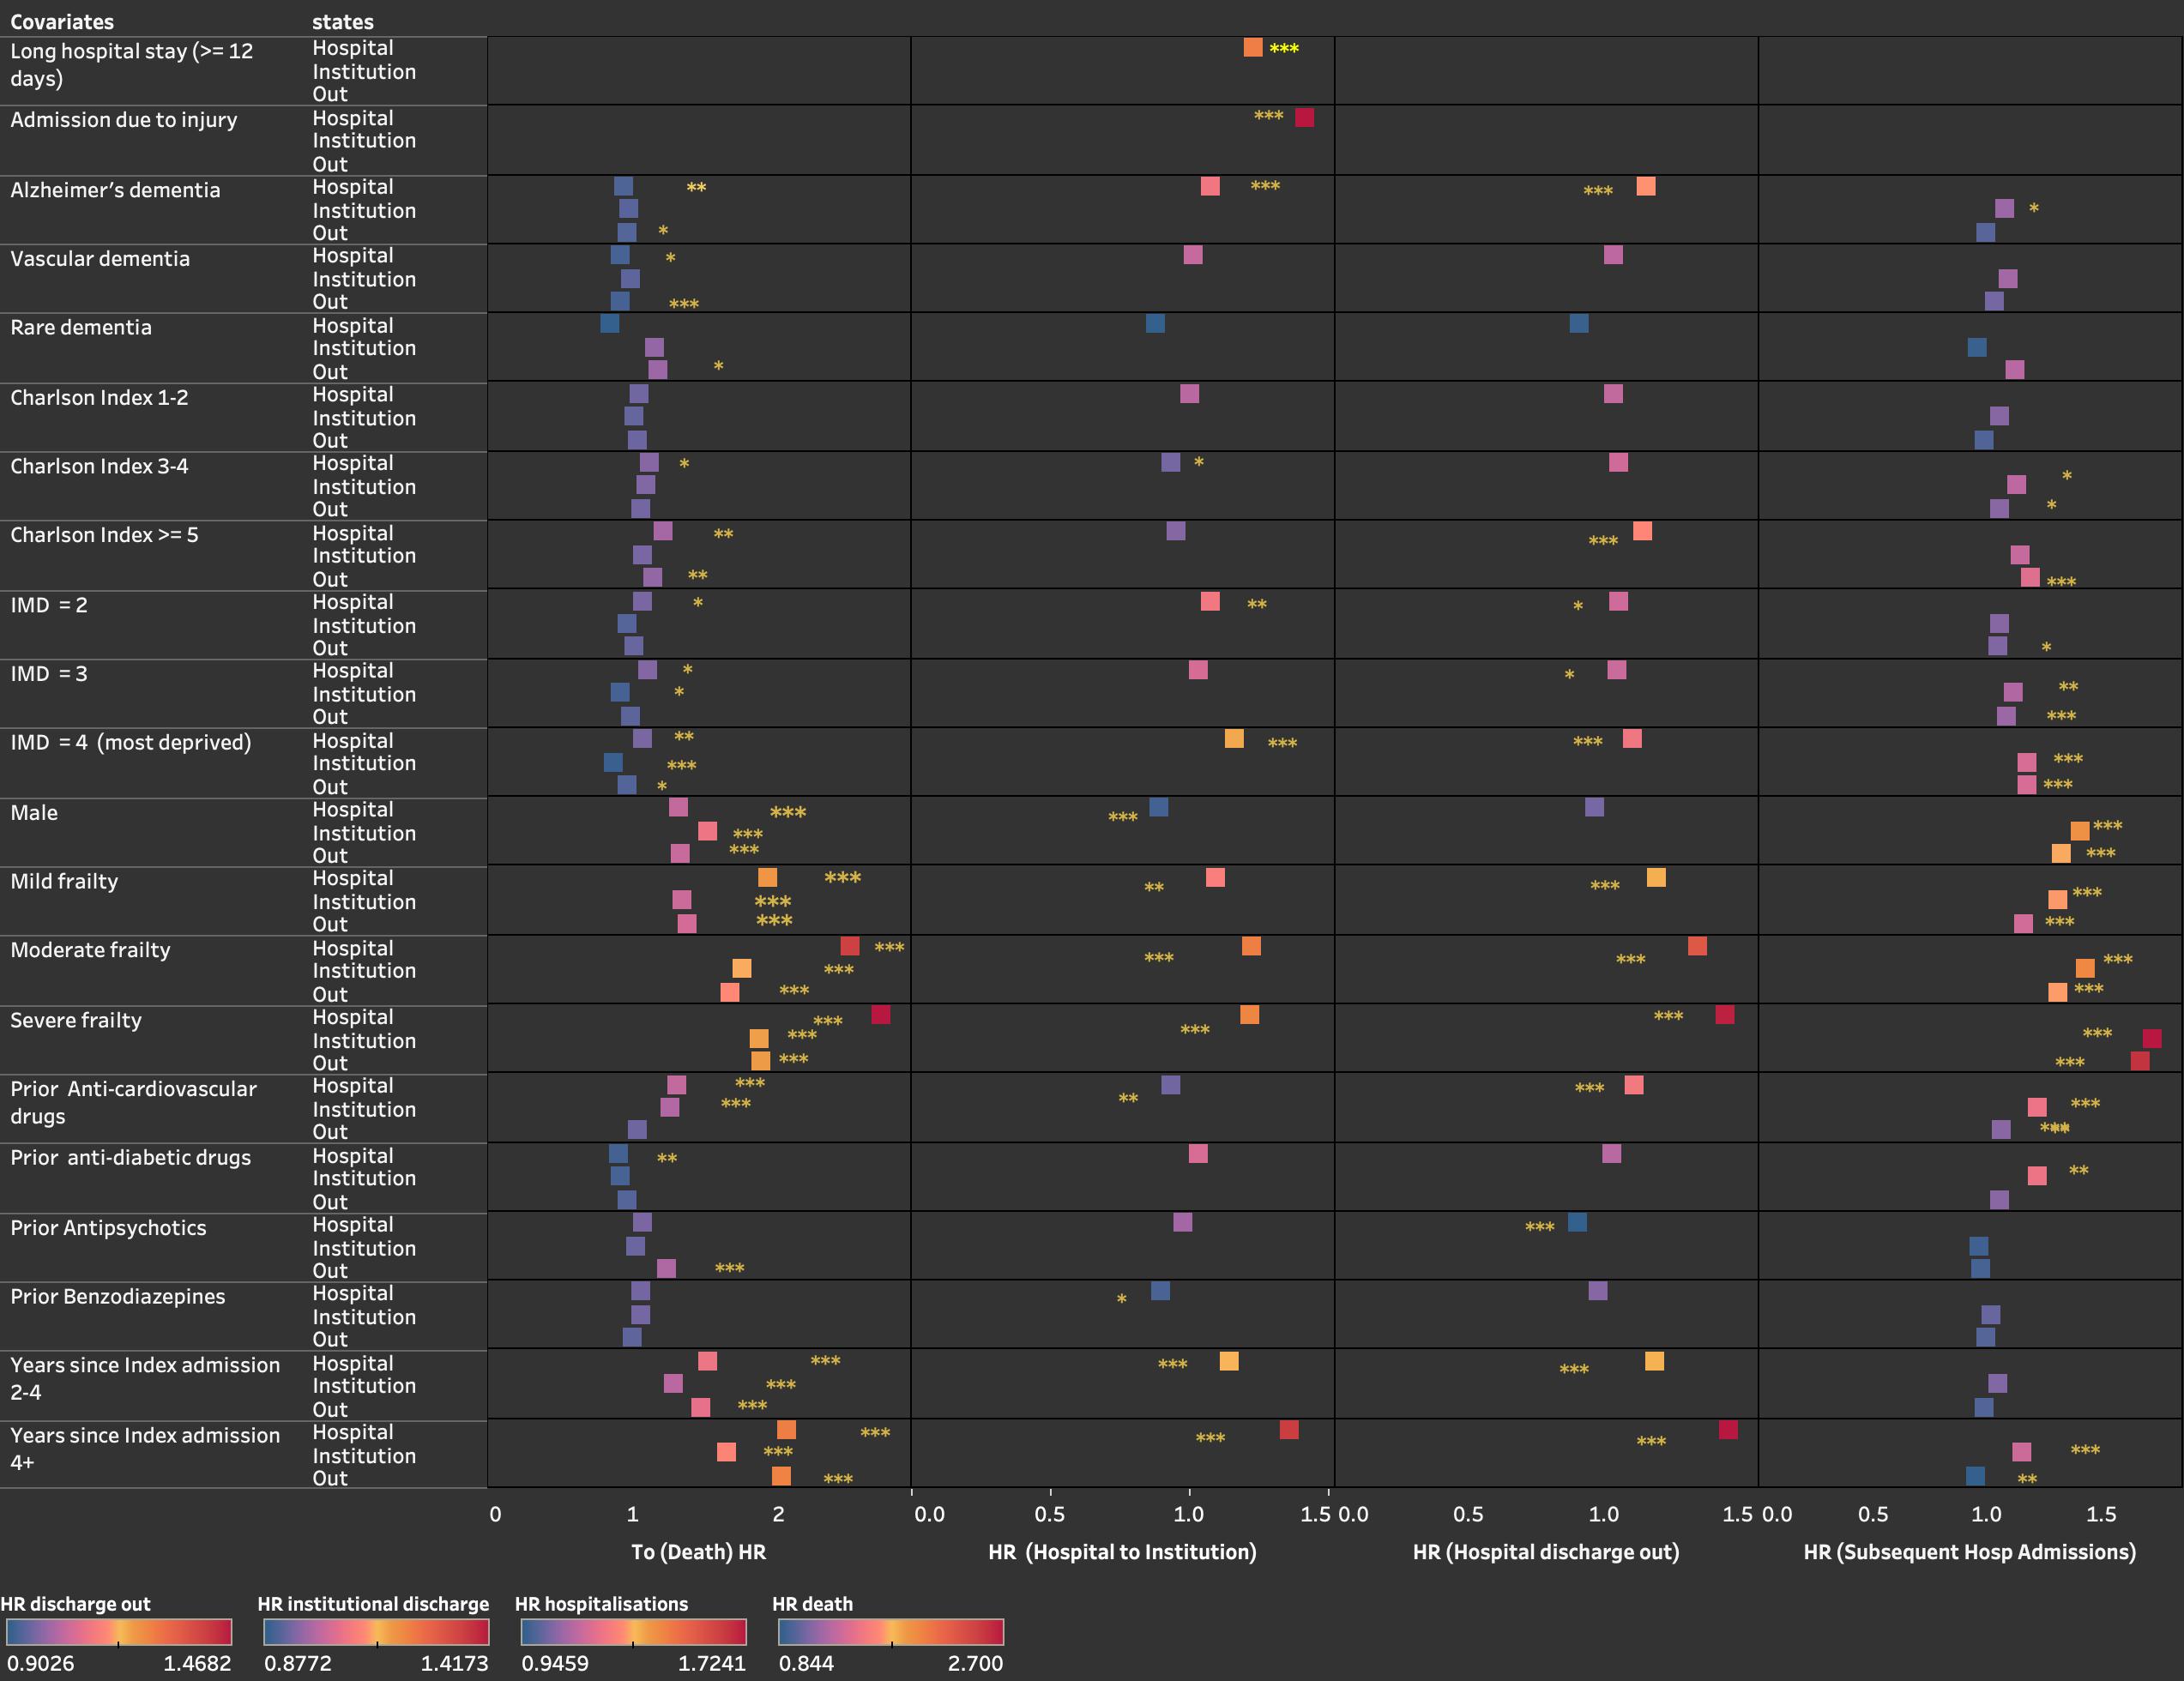 Covariates states
Long hospital stay (>= 12 Hospital ***
days) Institution
Out
Admission due to injury Hospital ***
Institution
Out
Alzheimer’s dementia Hospital ** *** ***
Institution *
Out *
Vascular dementia Hospital *
Institution
Out ***
Rare dementia Hospital
Institution
Out *
Charlson Index 1-2 Hospital
Institution
Out
Charlson Index 3-4 Hospital * *
Institution *
Out *
Charlson Index >= 5 Hospital ** ***
Institution
Out ** ***
IMD = 2 Hospital * ** *
Institution
Out *
IMD = 3 Hospital * *
Institution * **
Out ***
IMD = 4 (most deprived) Hospital ** *** ***
Institution *** ***
Out * ***
Male Hospital *** ***
Institution *** ***
Out *** ***
Mild frailty Hospital *** ** ***
Institution *** ***
Out *** ***
Moderate frailty Hospital *** *** ***
Institution *** ***
Out *** ***
Severe frailty Hospital *** *** ***
Institution *** ***
Out *** ***
Prior Anti-cardiovascular Hospital *** ** ***
drugs Institution *** ***
Out ***
Prior anti-diabetic drugs Hospital **
Institution **
Out
Prior Antipsychotics Hospital ***
Institution
Out ***
Prior Benzodiazepines Hospital *
Institution
Out
Years since Index admission Hospital *** *** ***
2-4 Institution ***
Out ***
Years since Index admission Hospital *** *** ***
4+ Institution *** ***
Out *** **
0 1 2 0.0 0.5 1.0 1.5 0.0 0.5 1.0 1.5 0.0 0.5 1.0 1.5
To (Death) HR HR (Hospital to Institution) HR (Hospital discharge out) HR (Subsequent Hosp Admissions)
HR discharge out HR institutional discharge HR hospitalisations HR death
0.9026 1.4682 0.8772 1.4173 0.9459 1.7241 0.844 2.700